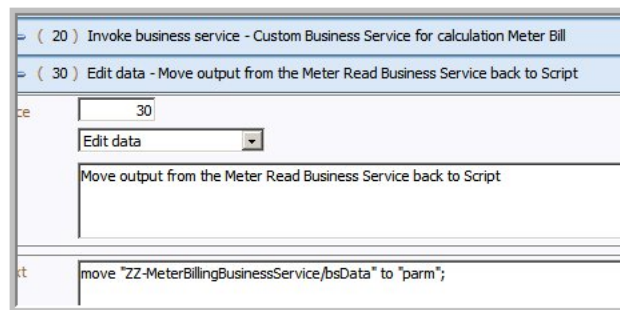 ( 20 ) Invoke business service - Custom Business Service for calculation Meter Bill
( 30 ) Edit data - Move output from the Meter Read Business Service back to Script
30
Edit data
Move output from the Meter Read Business Service back to Script
move "ZZ-MeterBillingBusinessService/bsData" to "parm";